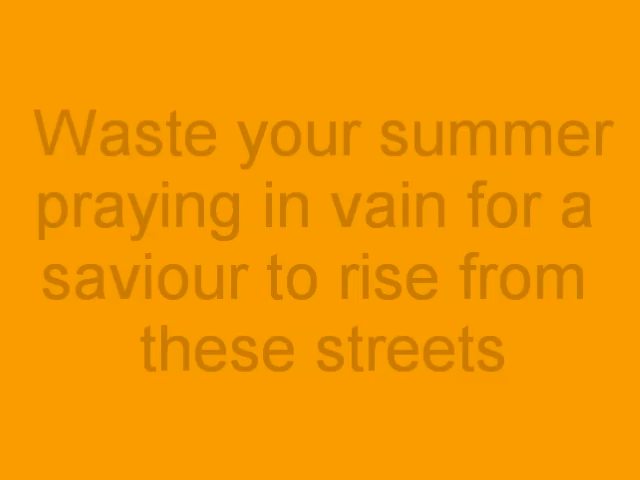 Waste your summer
praying in vain for a
saviour to rise from
these streets